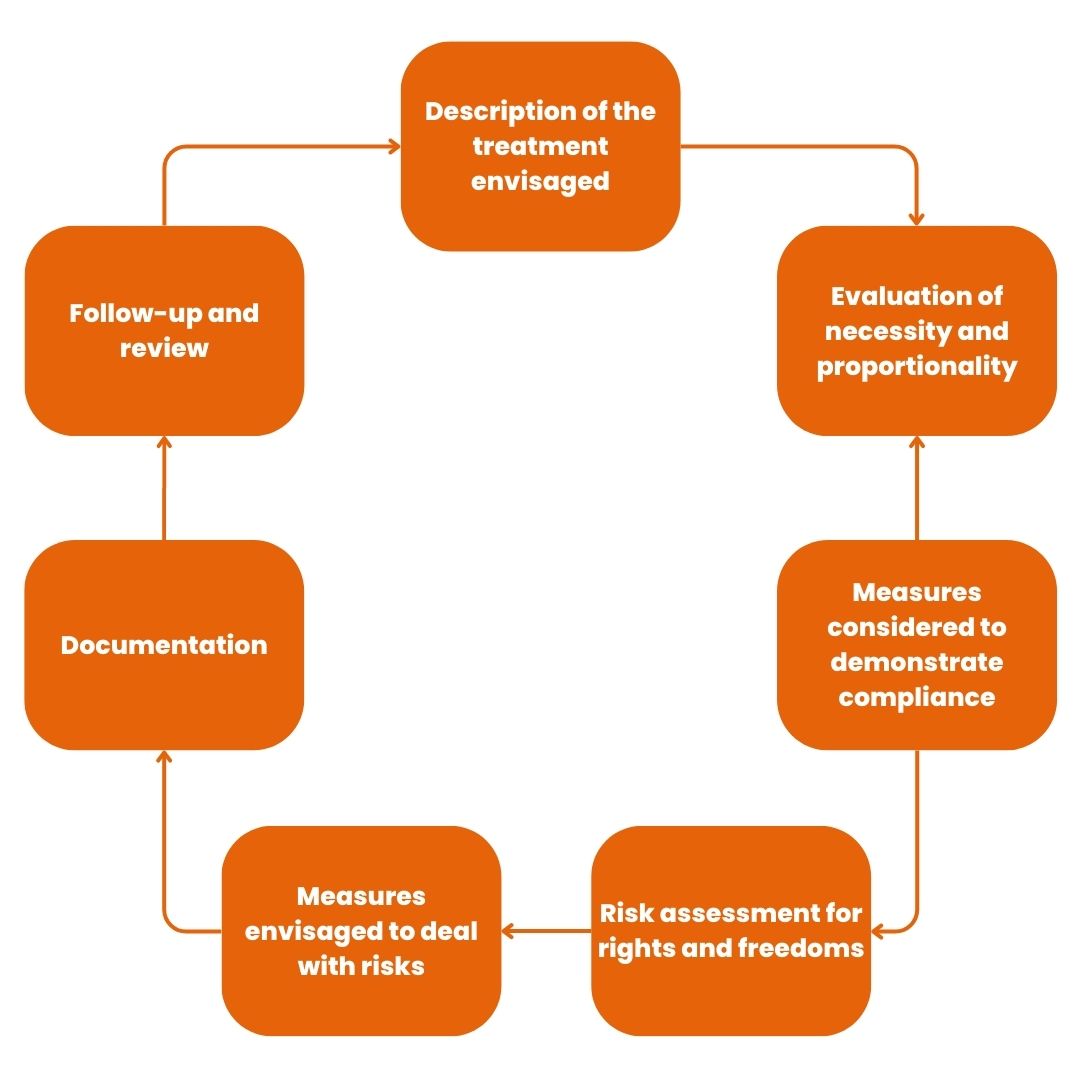 Description of the
treatment
envisaged
Evaluation of
necessity and
proportionality
Measures
considered to
demonstrate
compliance
Risk assessment for
rights and freedoms
Measures
envisaged to deal
with risks
Documentation
Follow-up and
review